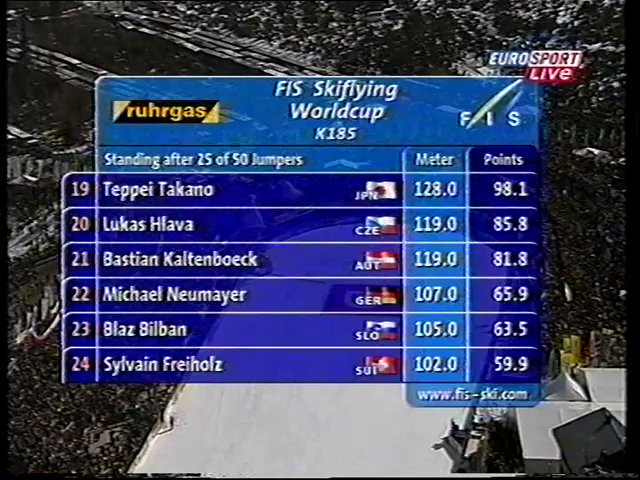 EUROSPORT
LIVE
ruhrgas
FIS Skiflying
Worldcup
K185
FIS
Standing after 25 of 50 Jumpers Meter Points
19 Teppei Takano JPN 128.0 98.1
20 Lukas Hlava CZE 119.0 85.8
21 Bastian Kaltenboeck AUT 119.0 81.8
22 Michael Neumayer GER 107.0 65.9
23 Blaz Bilban SLO 105.0 63.5
24 Sylvain Freiholz SUI 102.0 59.9
www.fis-ski.com